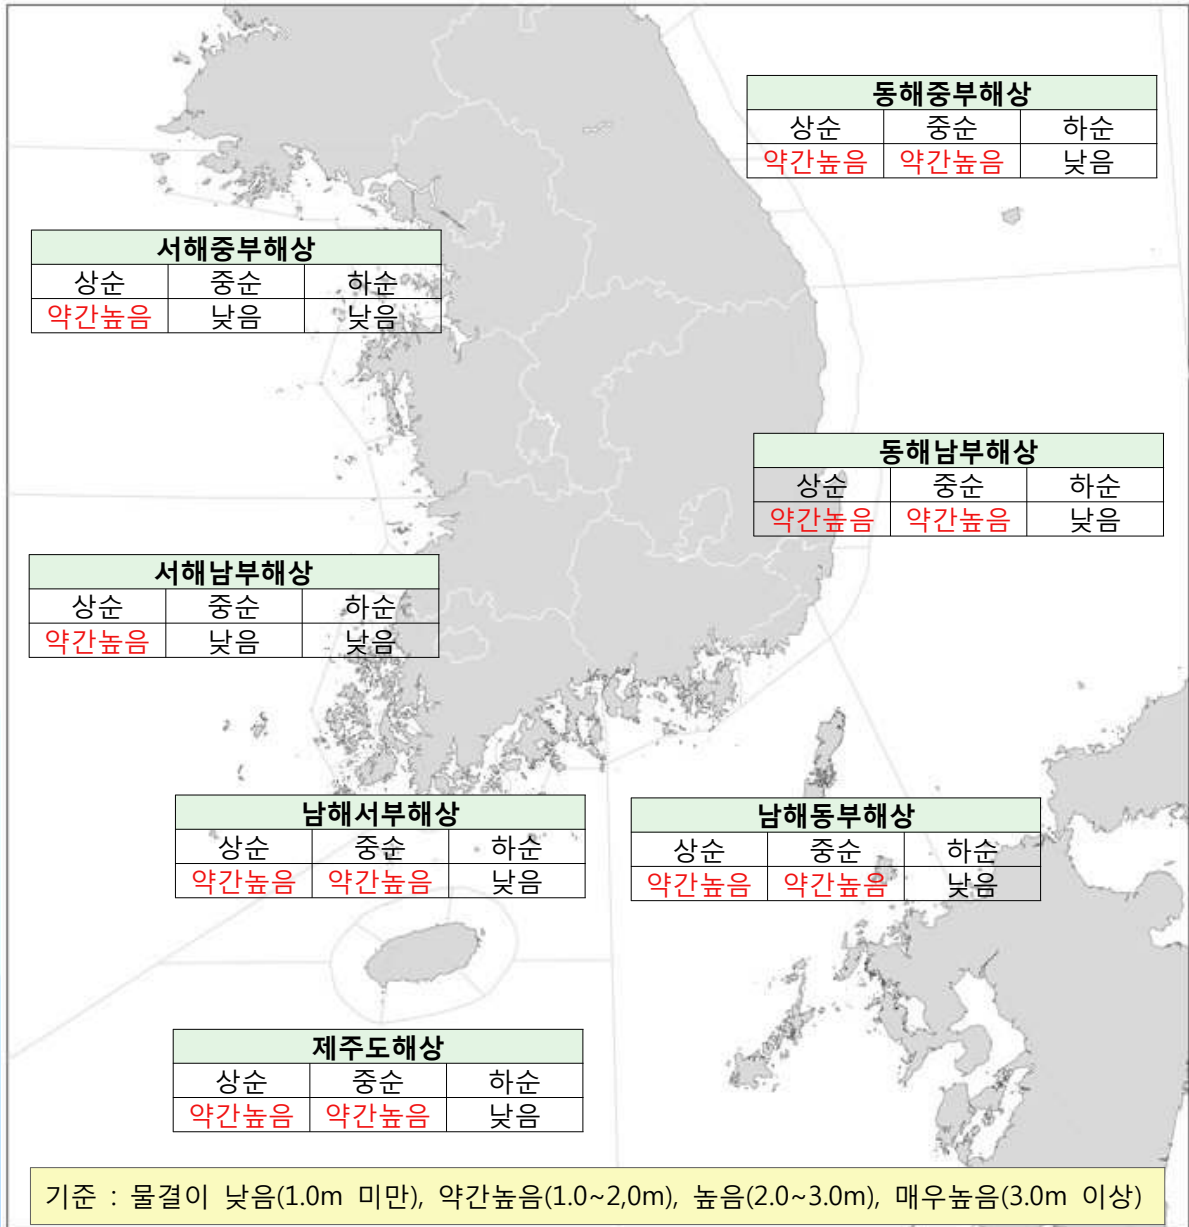 동해중부해상
상순 중순 하순
약간높음 약간높음 낮음
서해중부해상
상순 중순 하순
약간높음 낮음 낮음
동해남부해상
상순 중순 하순
약간높음 약간높음 낮음
서해남부해상
상순 중순 하순
약간높음 낮음 낮음
남해서부해상
상순 중순 하순
약간높음 약간높음 낮음
남해동부해상
상순 중순 하순
약간높음 약간높음 낮음
제주도해상
상순 중순 하순
약간높음 약간높음 낮음
기준 : 물결이 낮음(1.0m 미만), 약간높음(1.0~2,0m), 높음(2.0~3.0m), 매우높음(3.0m 이상)